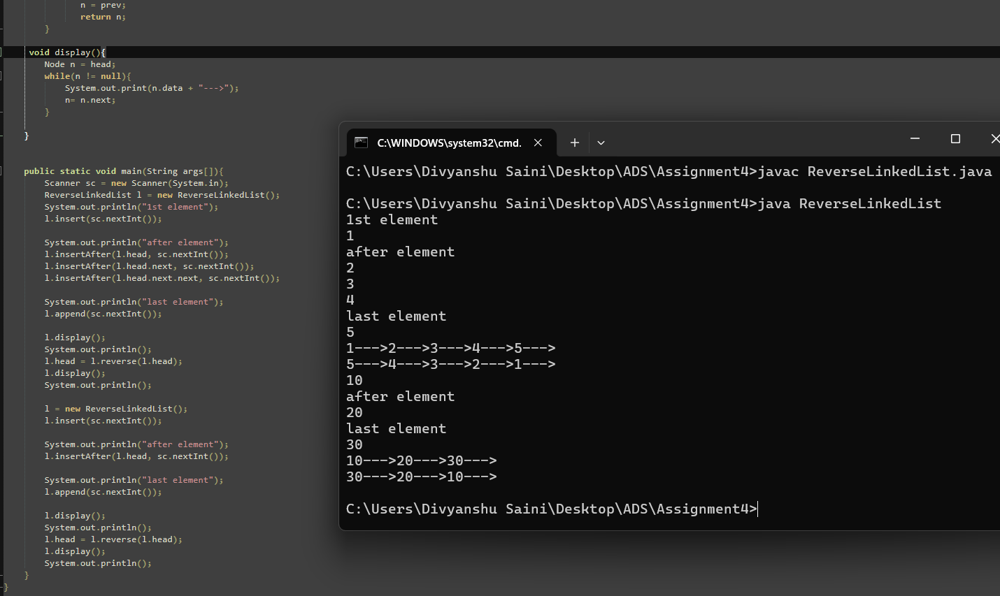 n = prev;
return n;
}
void display(){
Node n = head;
while(n != null){
System.out.print(n.data + "--->");
n= n.next;
}
}
public static void main(String args[]){
Scanner sc = new Scanner(System.in);
ReverseLinkedList l = new ReverseLinkedList();
System.out.println("1st element");
l.insert(sc.nextInt());
System.out.println("after element");
l.insertAfter(l.head, sc.nextInt());
l.insertAfter(l.head.next, sc.nextInt());
l.insertAfter(l.head.next.next, sc.nextInt());
System.out.println("last element");
l.append(sc.nextInt());
l.display();
System.out.println();
l.head = l.reverse(l.head);
l.display();
System.out.println();
l = new ReverseLinkedList();
l.insert(sc.nextInt());
System.out.println("after element");
l.insertAfter(l.head, sc.nextInt());
System.out.println("last element");
l.append(sc.nextInt());
l.display();
System.out.println();
l.head = l.reverse(l.head);
l.display();
System.out.println();
}
}
C:\WINDOWS\system32\cmd.
C:\Users\Divyanshu Saini\Desktop\ADS\Assignment4>javac ReverseLinkedList.java
C:\Users\Divyanshu Saini\Desktop\ADS\Assignment4>java ReverseLinkedList
1st element
1
after element
2
3
4
last element
5
1--->2--->3--->4--->5--->
5--->4--->3--->2--->1--->
10
after element
20
last element
30
10--->20--->30--->
30--->20--->10--->
C:\Users\Divyanshu Saini\Desktop\ADS\Assignment4>